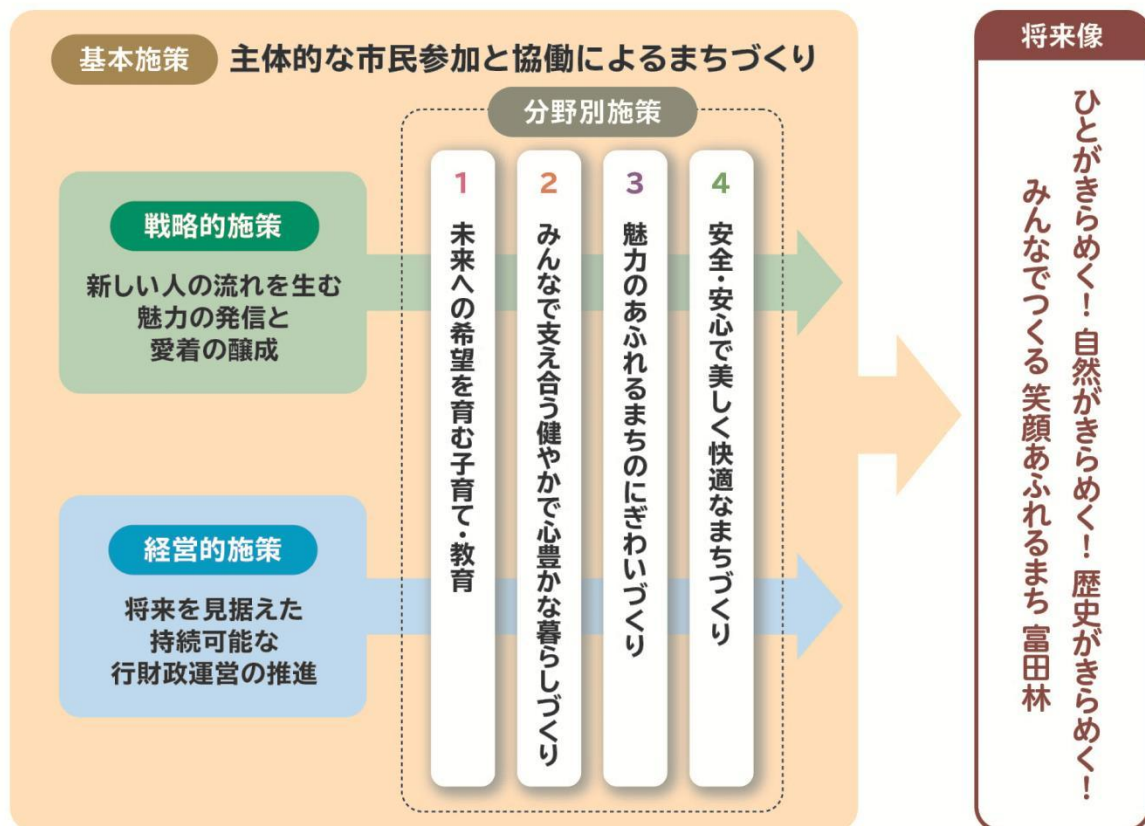 基本施策 主体的な市民参加と協働によるまちづくり
分野別施策
戦略的施策
新しい人の流れを生む
魅力の発信と
愛着の醸成
経営的施策
将来を見据えた
持続可能な
行財政運営の推進
1 未来への希望を育む子育て・教育
2 みんなで支え合う健やかで心豊かな暮らしづくり
3 魅力のあふれるまちのにぎわいづくり
4 安全・安心で美しく快適なまちづくり
将来像
ひとがきらめく！ 自然がきらめく！ 歴史がきらめく！
みんなでつくる 笑顔あふれるまち 富田林